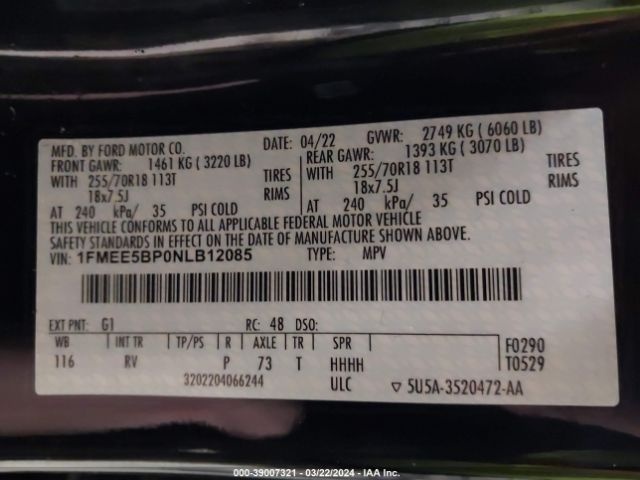 MFD. BY FORD MOTOR CO. DATE: 04/22 GVWR: 2749 KG ( 6060 LB)
FRONT GAWR: 1461 KG ( 3220 LB) REAR GAWR: 1393 KG ( 3070 LB)
WITH 255/70R18 113T TIRES WITH 255/70R18 113T TIRES
18x7.5J RIMS 18x7.5J RIMS
AT 240 kPa/ 35 PSI COLD AT 240 kPa/ 35 PSI COLD
THIS VEHICLE CONFORMS TO ALL APPLICABLE FEDERAL MOTOR VEHICLE
SAFETY STANDARDS IN EFFECT ON THE DATE OF MANUFACTURE SHOWN ABOVE.
VIN: 1FMEE5BP0NLB12085 TYPE: MPV
EXT PNT: G1 RC: 48 DSO:
WB INT TR TP/PS R AXLE TR SPR F0290
116 RV P 73 T HHHH T0529
3202204066244 ULC ▽ 5U5A-3520472-AA
000-39007321 - 03/22/2024 - IAA Inc.